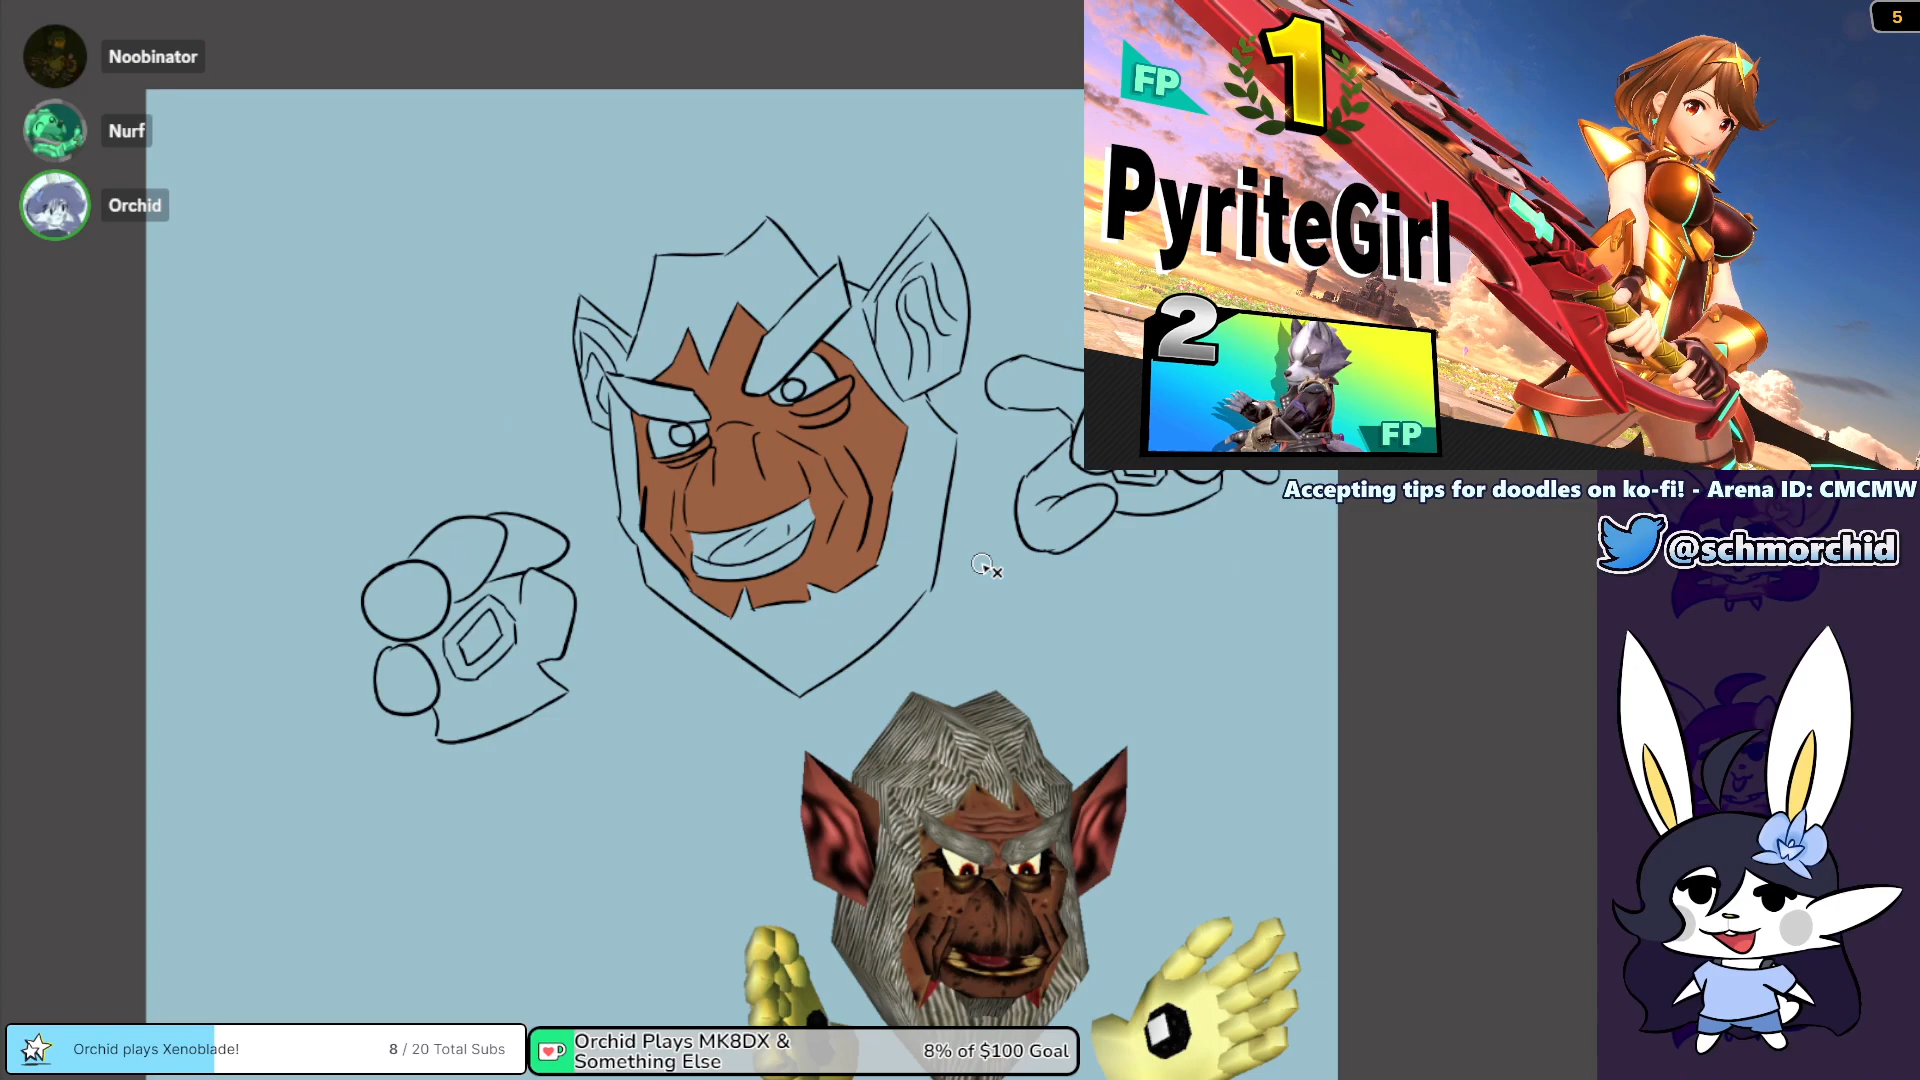 Noobinator
Nurf
Orchid
5
FP
1
PyriteGirl
2
FP
Accepting tips for doodles on ko-fi! - Arena ID: CMCMW
@schmorchid
Orchid plays Xenoblade!
8 / 20 Total Subs
Orchid Plays MK8DX &
Something Else
8% of $100 Goal